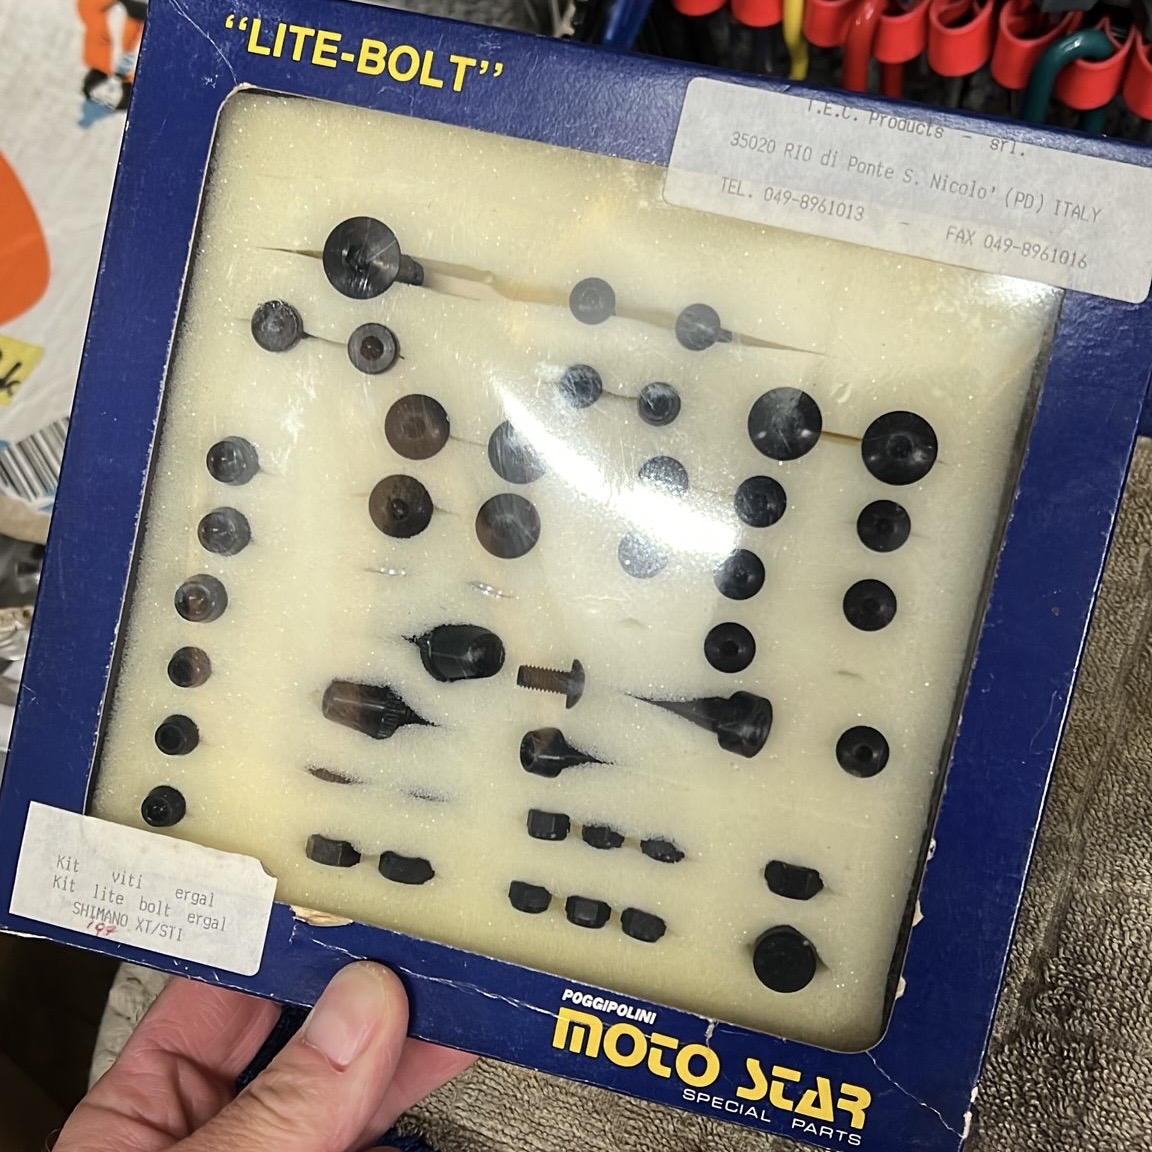 “LITE-BOLT”
T.E.C. Products - srl.
35020 RIO di Ponte S. Nicolo' (PD) ITALY
TEL. 049-8961013 - FAX 049-8961016
Kit viti ergal
Kit lite bolt ergal
SHIMANO XT/STI
POGGIPOLINI
MOTO STAR
SPECIAL PARTS